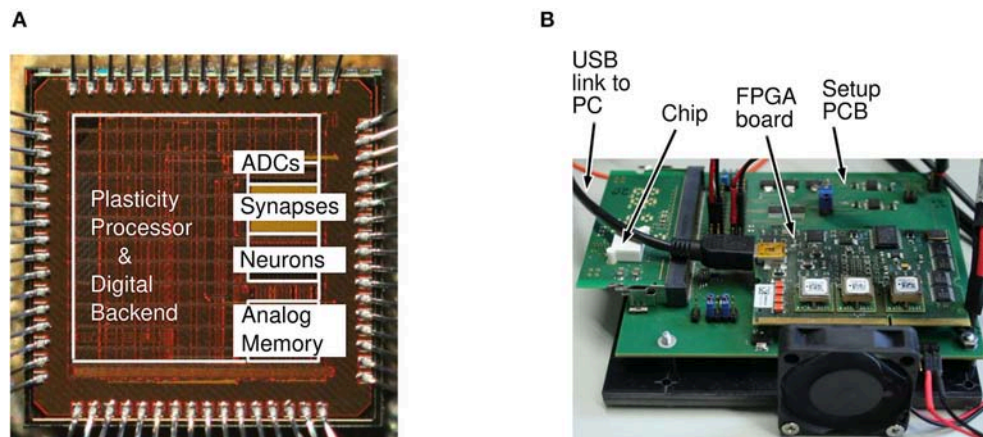 A
Plasticity
Processor
&
Digital
Backend
ADCs
Synapses
Neurons
Analog
Memory
B
USB
link to
PC
Chip
FPGA
board
Setup
PCB